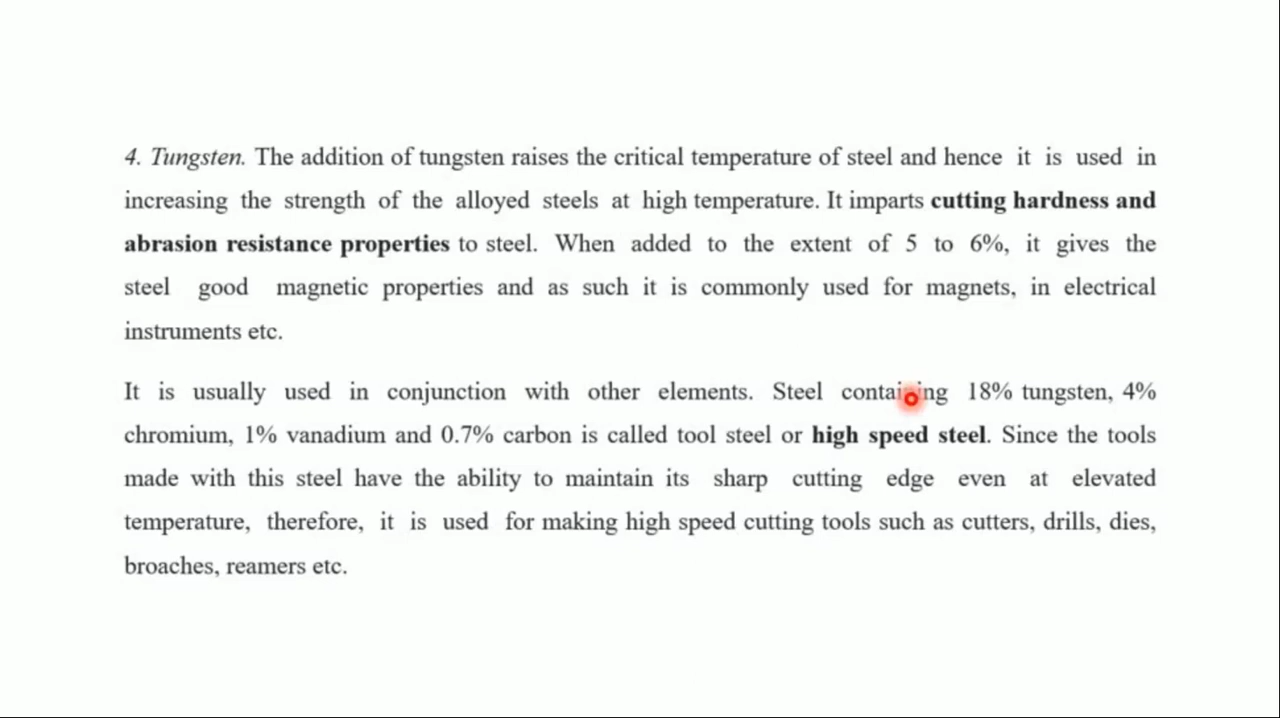 4. Tungsten. The addition of tungsten raises the critical temperature of steel and hence it is used in
increasing the strength of the alloyed steels at high temperature. It imparts cutting hardness and
abrasion resistance properties to steel. When added to the extent of 5 to 6%, it gives the
steel good magnetic properties and as such it is commonly used for magnets, in electrical
instruments etc.
It is usually used in conjunction with other elements. Steel containing 18% tungsten, 4%
chromium, 1% vanadium and 0.7% carbon is called tool steel or high speed steel. Since the tools
made with this steel have the ability to maintain its sharp cutting edge even at elevated
temperature, therefore, it is used for making high speed cutting tools such as cutters, drills, dies,
broaches, reamers etc.